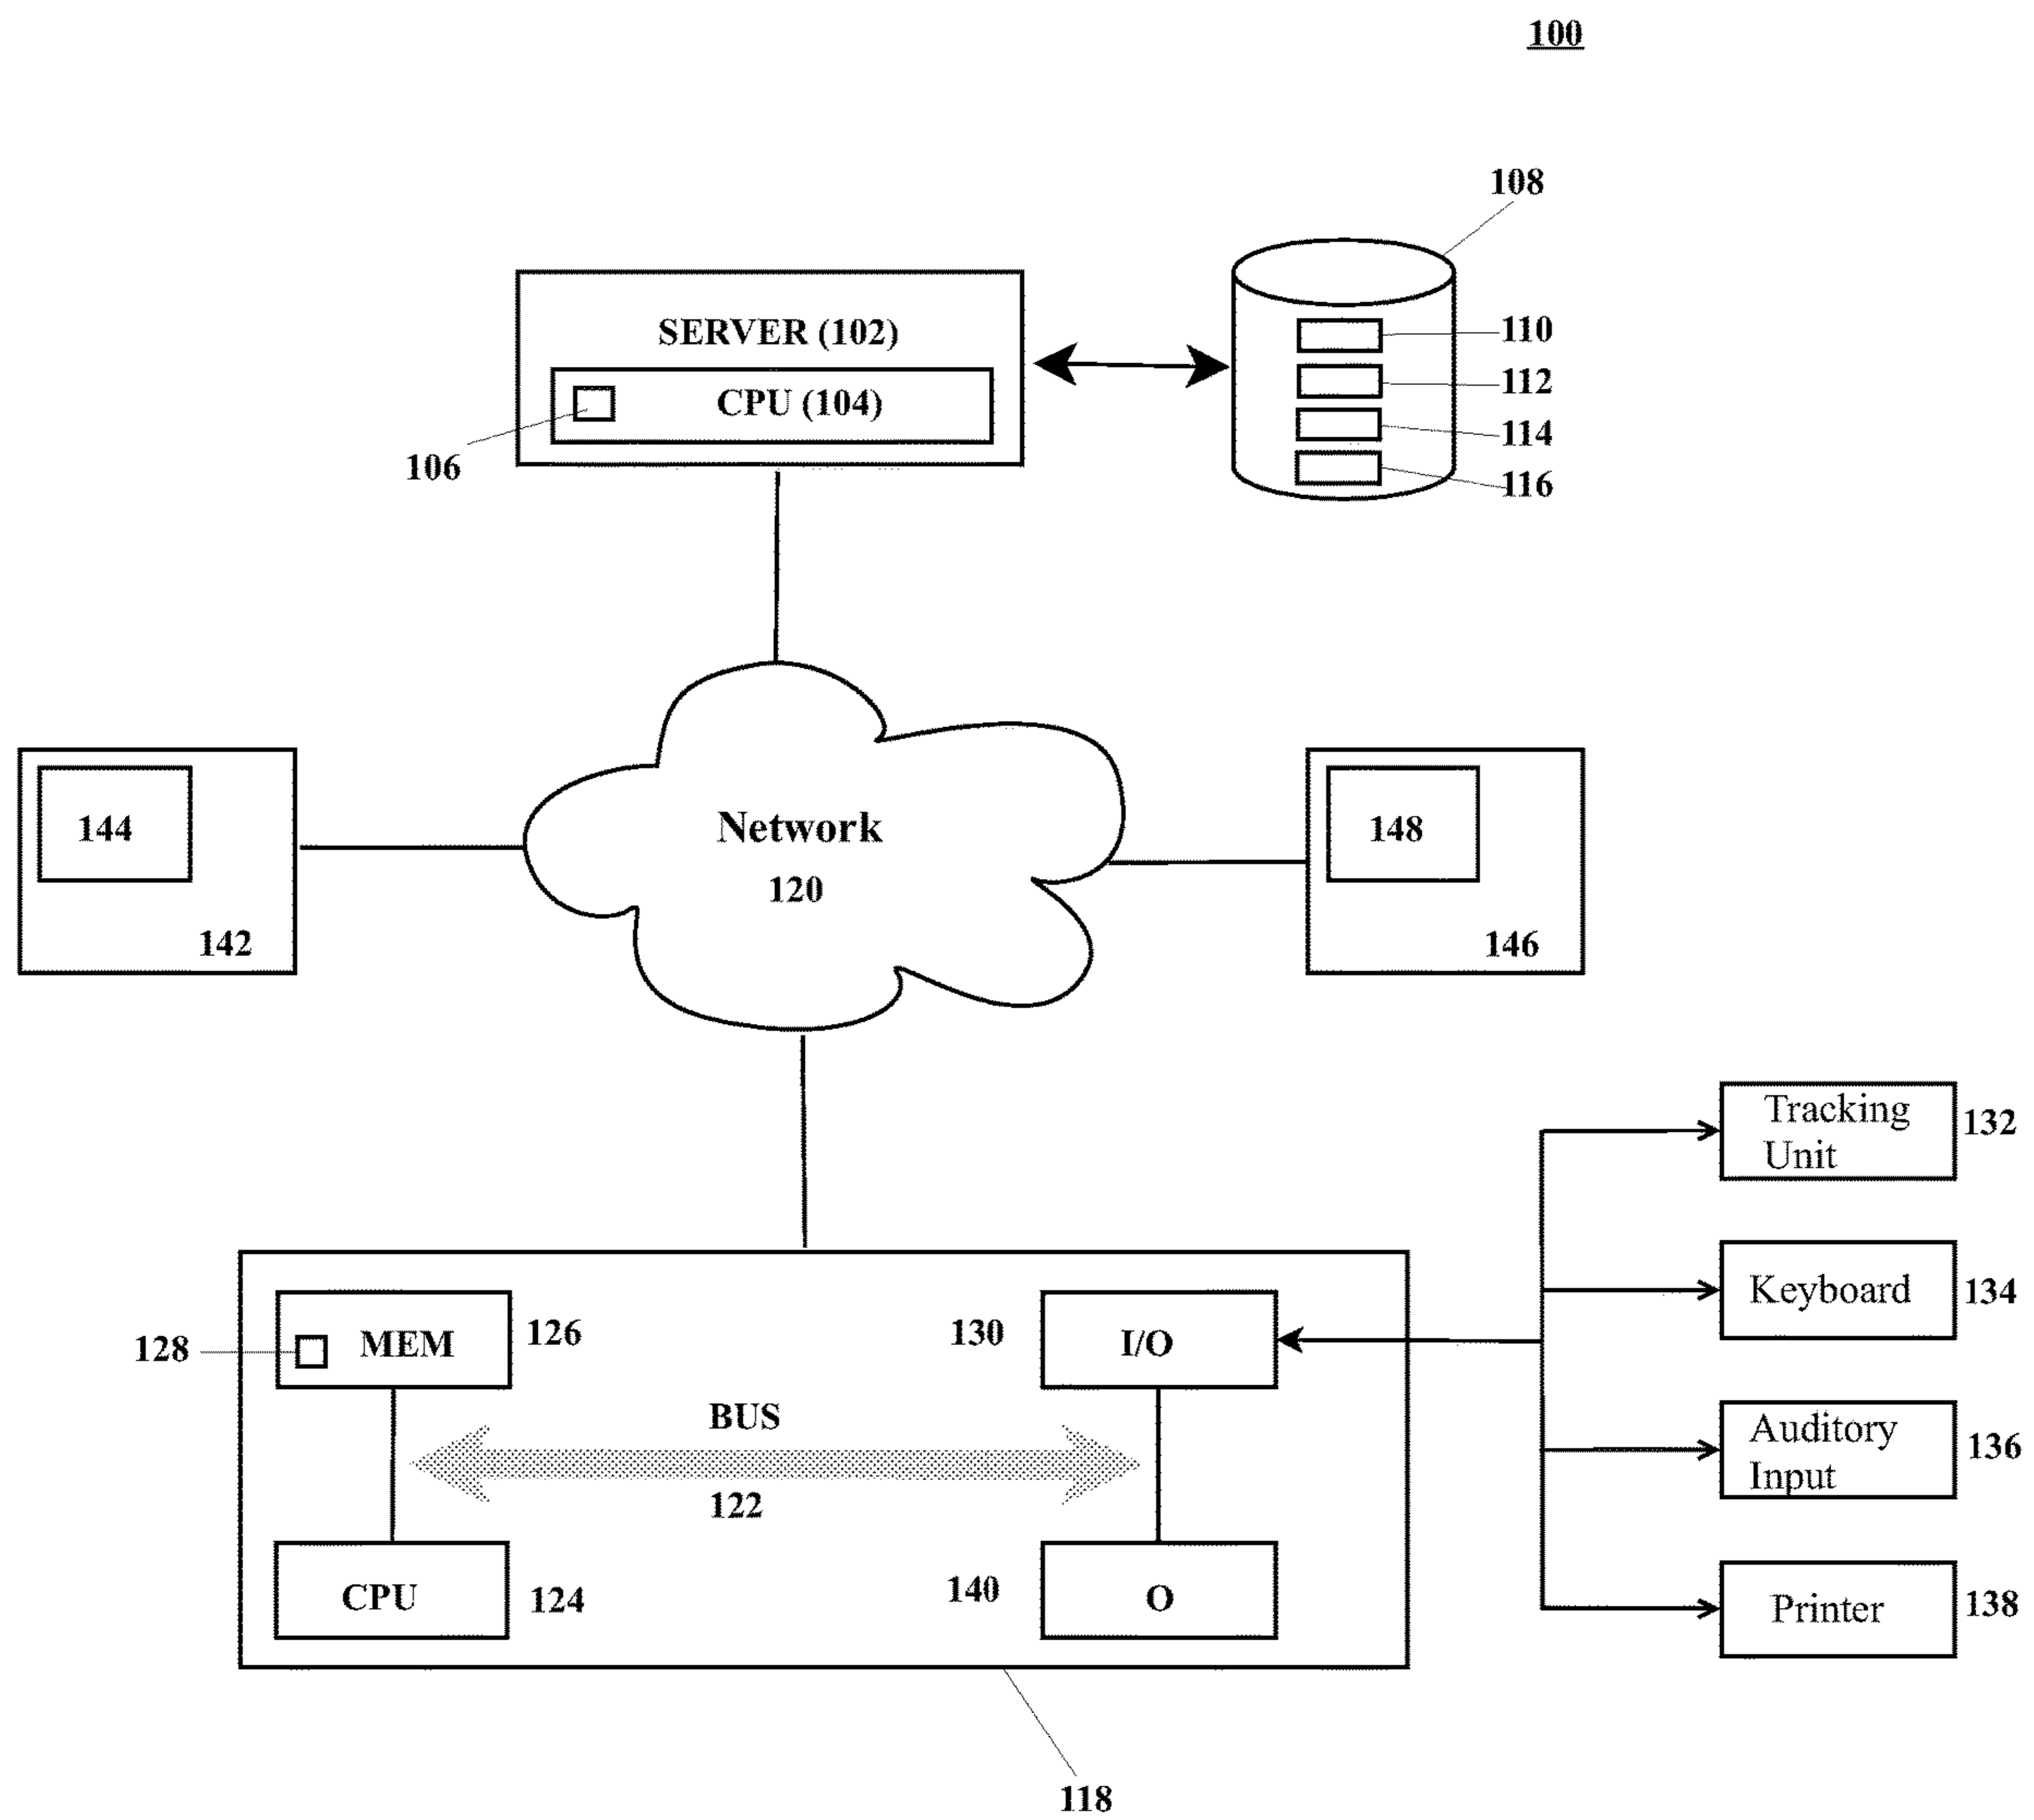 100
108
SERVER (102)
CPU (104)
106
110
112
114
116
144
142
Network
120
148
146
Tracking
Unit
132
Keyboard
134
Auditory
Input
136
Printer
138
128
MEM
126
130
I/O
BUS
122
CPU
124
140
O
118